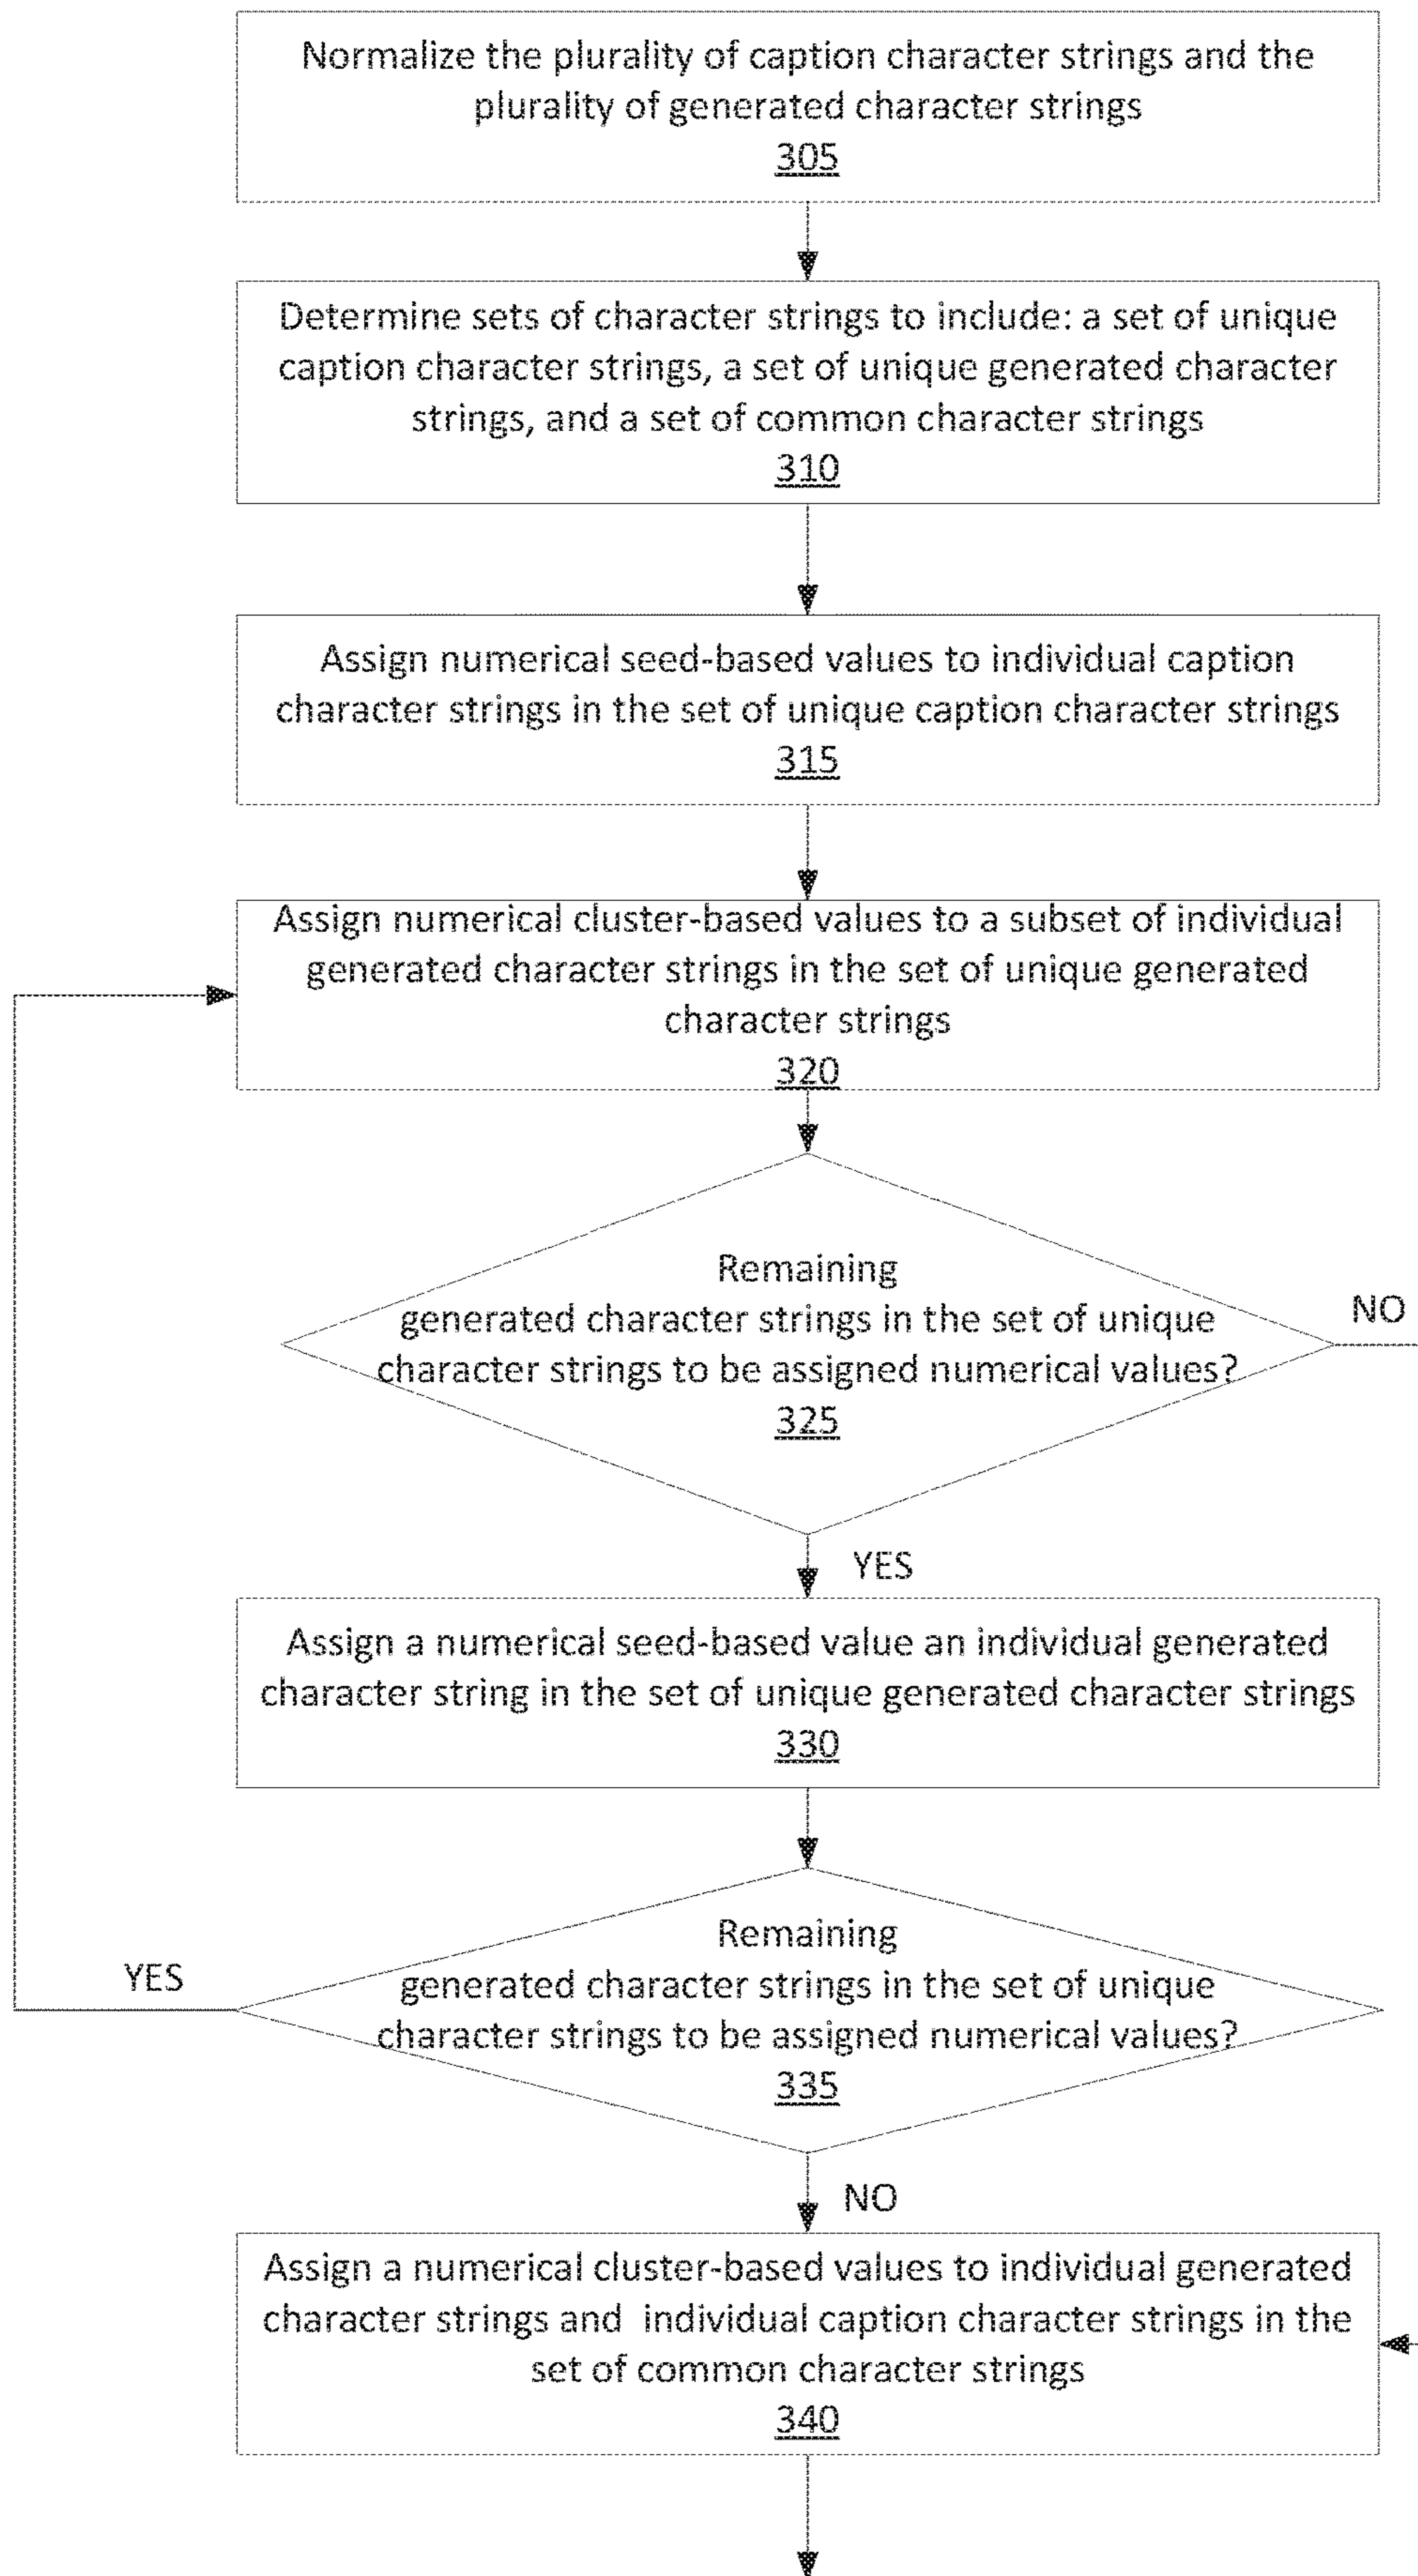 Normalize the plurality of caption character strings and the
plurality of generated character strings
305
Determine sets of character strings to include: a set of unique
caption character strings, a set of unique generated character
strings, and a set of common character strings
310
Assign numerical seed-based values to individual caption
character strings in the set of unique caption character strings
315
Assign numerical cluster-based values to a subset of individual
generated character strings in the set of unique generated
character strings
320
Remaining
generated character strings in the set of unique
character strings to be assigned numerical values?
325
NO
YES
Assign a numerical seed-based value an individual generated
character string in the set of unique generated character strings
330
Remaining
generated character strings in the set of unique
character strings to be assigned numerical values?
335
YES
NO
Assign a numerical cluster-based values to individual generated
character strings and individual caption character strings in the
set of common character strings
340